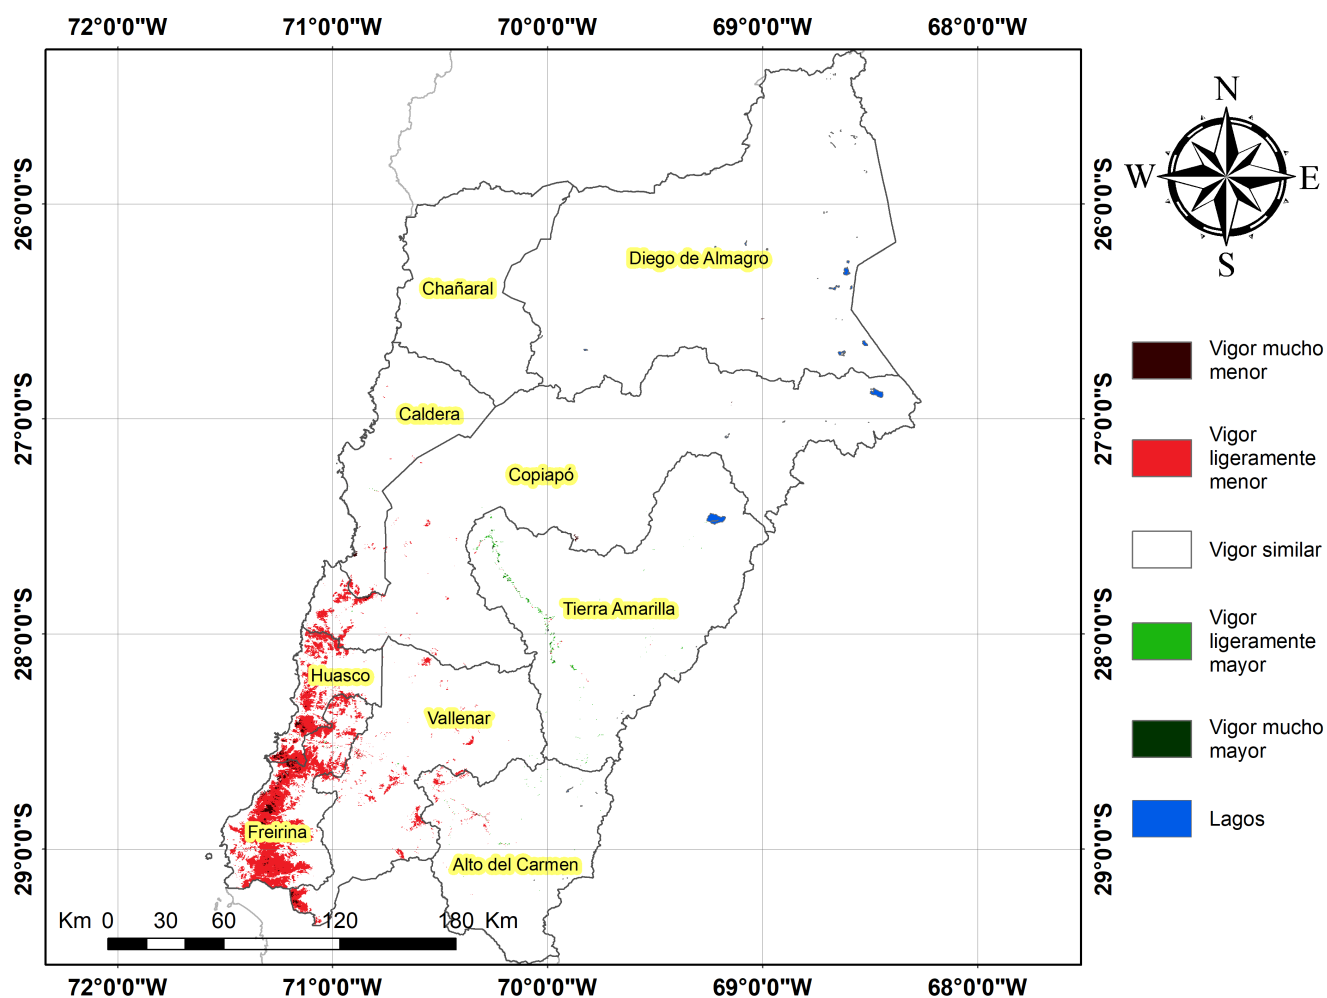 72°0'0"W 71°0'0"W 70°0'0"W 69°0'0"W 68°0'0"W
N
W E
S
26°0'0"S 26°0'0"S
Diego de Almagro
Chañaral
Vigor mucho
menor
Caldera
27°0'0"S 27°0'0"S
Vigor
ligeramente
menor
Copiapó
Vigor similar
Tierra Amarilla
28°0'0"S 28°0'0"S
Vigor
ligeramente
mayor
Huasco
Vallenar
Vigor mucho
mayor
Lagos
Freirina
29°0'0"S 29°0'0"S
Alto del Carmen
Km 0 30 60 120 180 Km
72°0'0"W 71°0'0"W 70°0'0"W 69°0'0"W 68°0'0"W